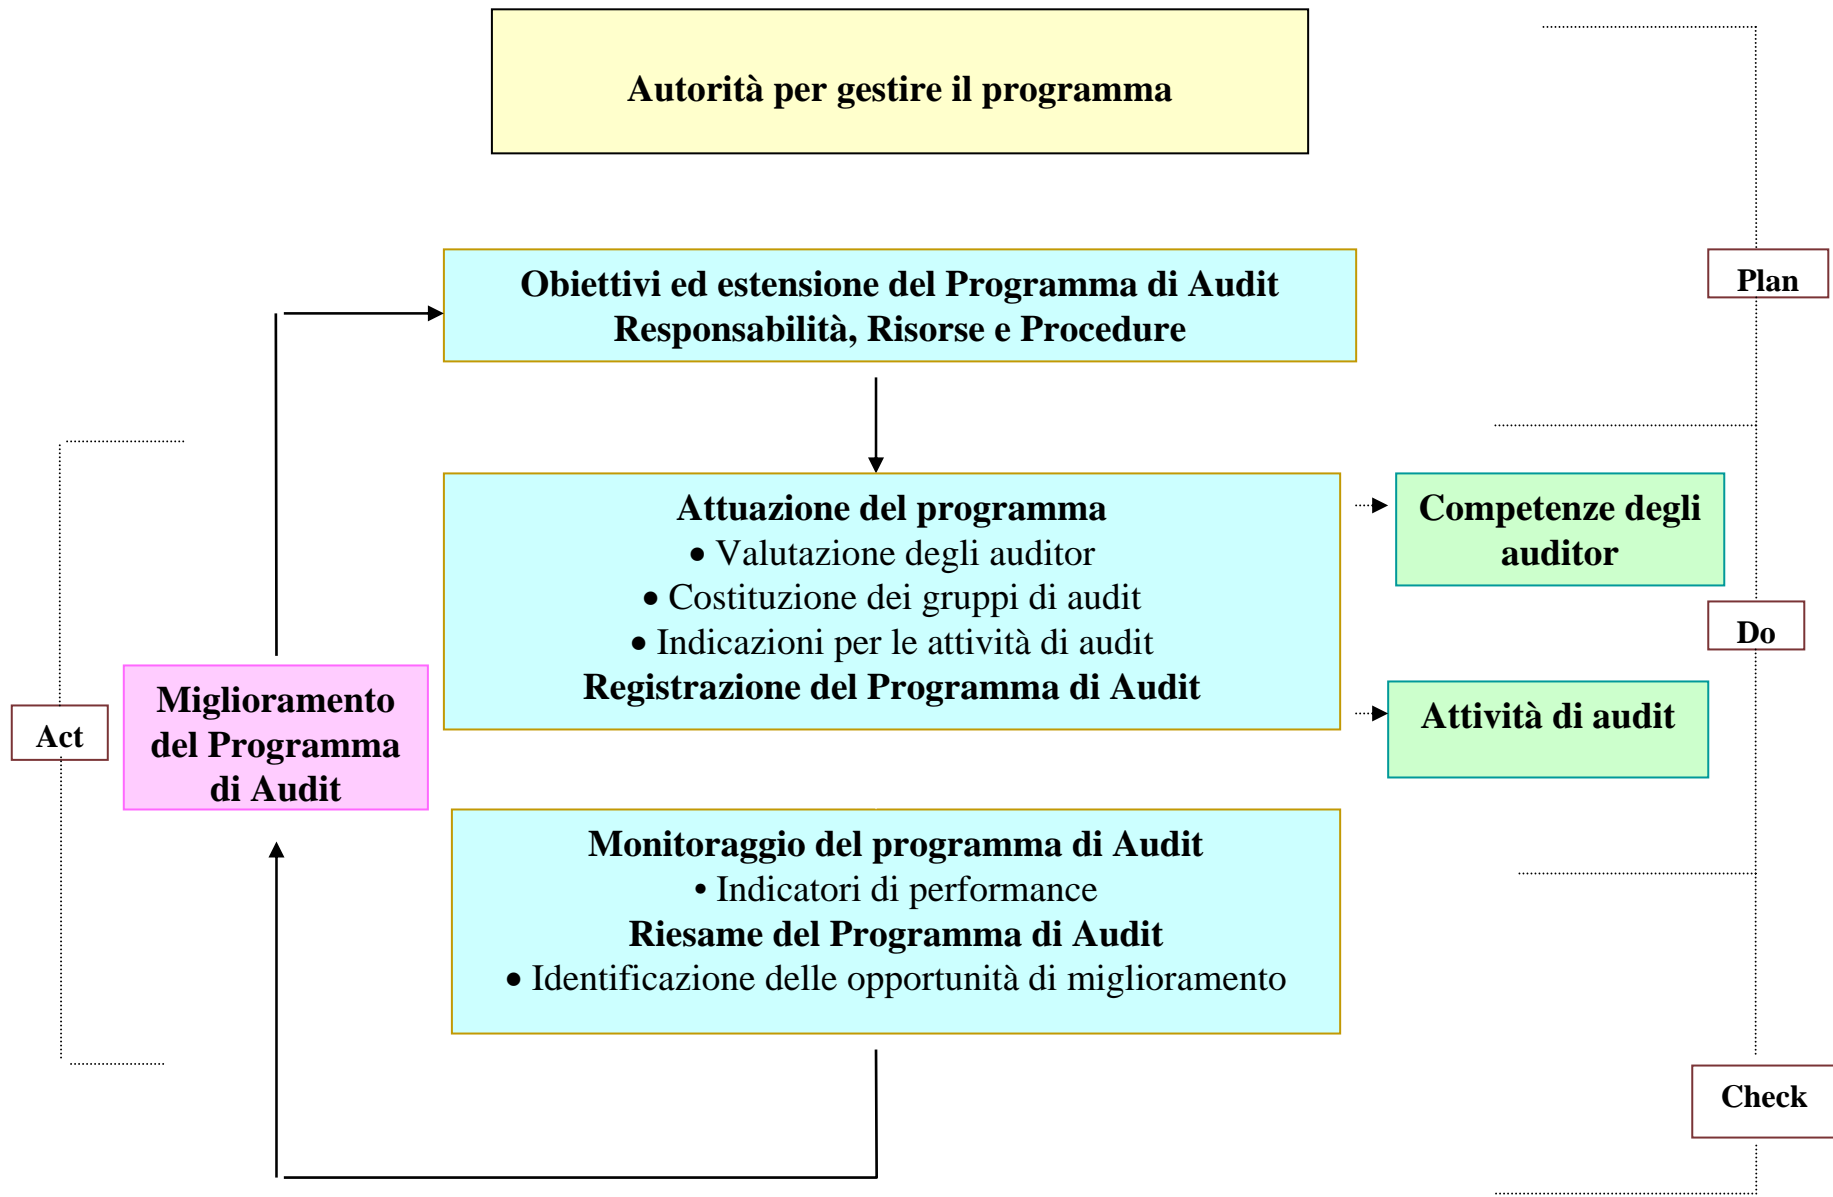 Autorità per gestire il programma
Obiettivi ed estensione del Programma di Audit
Responsabilità, Risorse e Procedure
Plan
Attuazione del programma
• Valutazione degli auditor
• Costituzione dei gruppi di audit
• Indicazioni per le attività di audit
Registrazione del Programma di Audit
Competenze degli
auditor
Do
Attività di audit
Miglioramento
del Programma
di Audit
Act
Monitoraggio del programma di Audit
• Indicatori di performance
Riesame del Programma di Audit
• Identificazione delle opportunità di miglioramento
Check